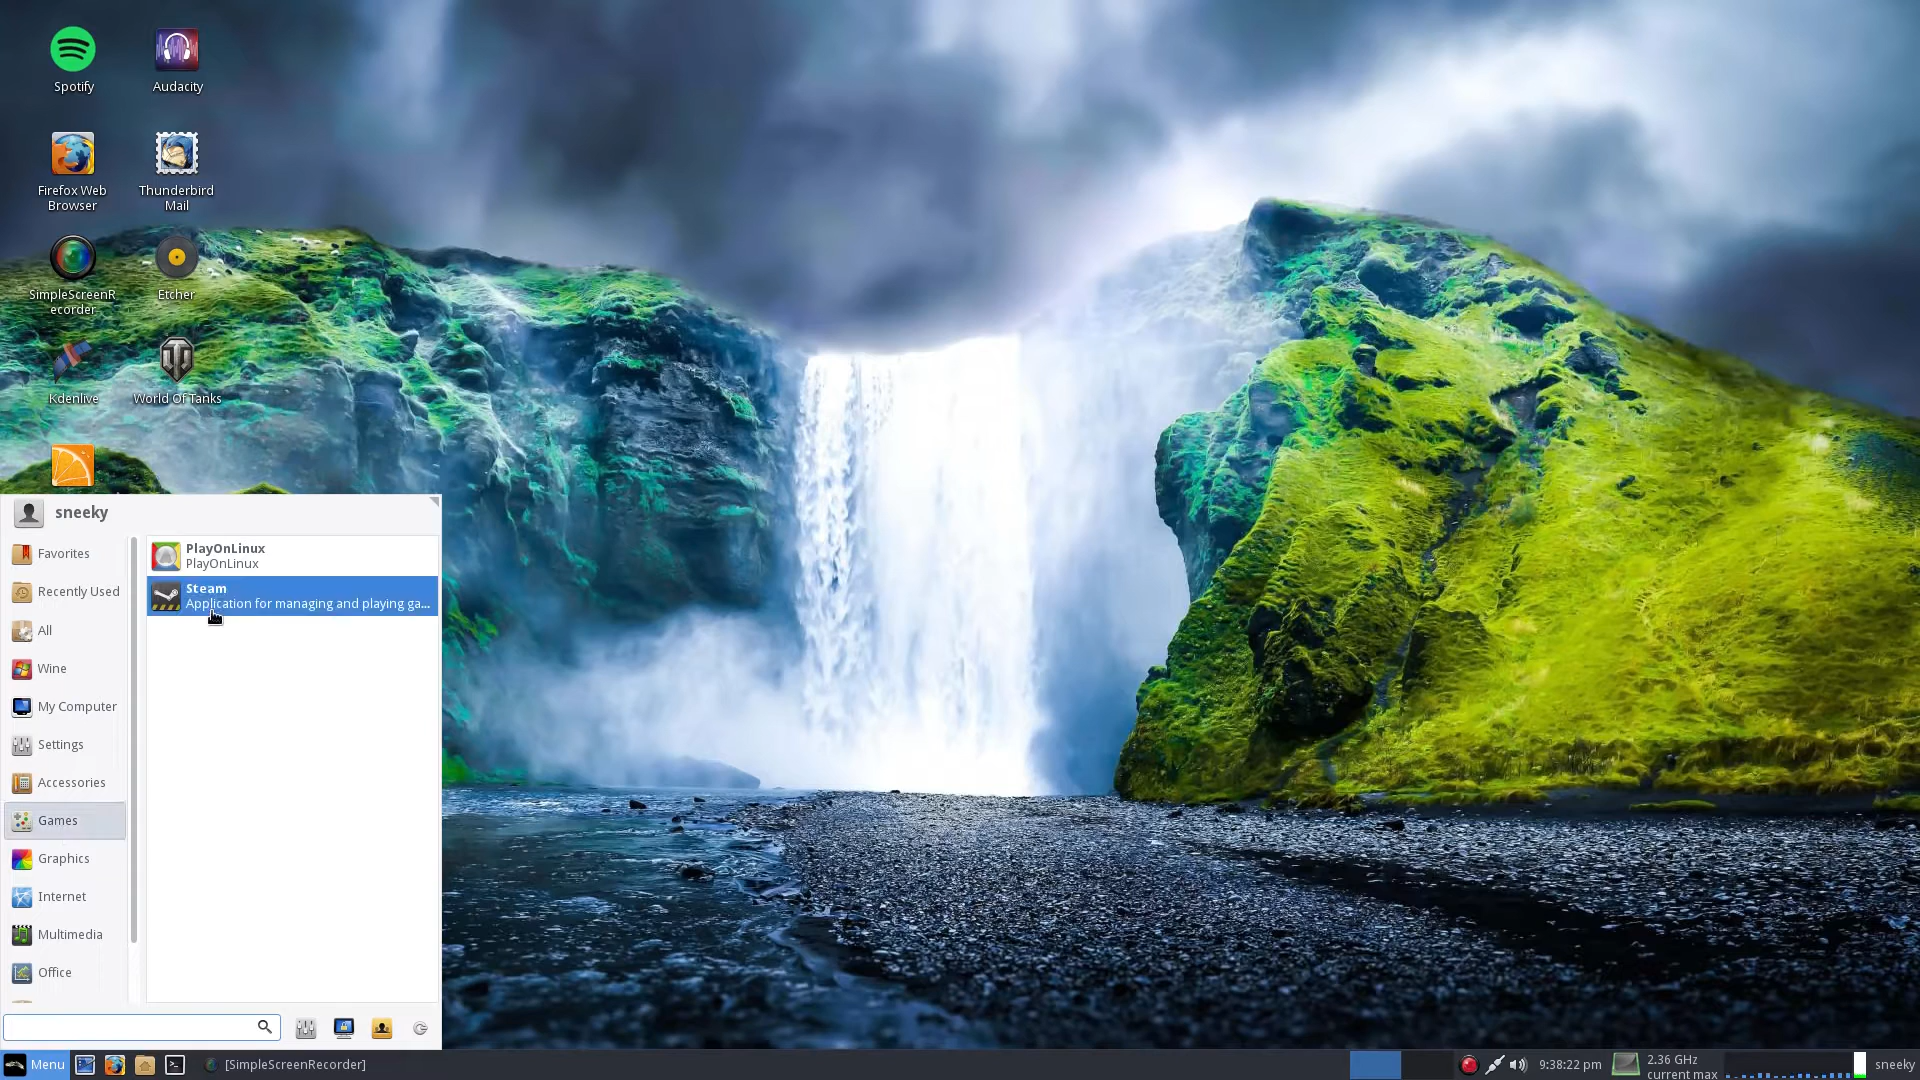 Spotify
Audacity
Firefox Web
Browser
Thunderbird
Mail
SimpleScreenR
ecorder
Etcher
Kdenlive
World Of Tanks
sneeky
Favorites
Recently Used
All
Wine
My Computer
Settings
Accessories
Games
Graphics
Internet
Multimedia
Office
PlayOnLinux
PlayOnLinux
Steam
Application for managing and playing ga...
Menu
[SimpleScreenRecorder]
9:38:22 pm
2.36 GHz
current max
sneeky